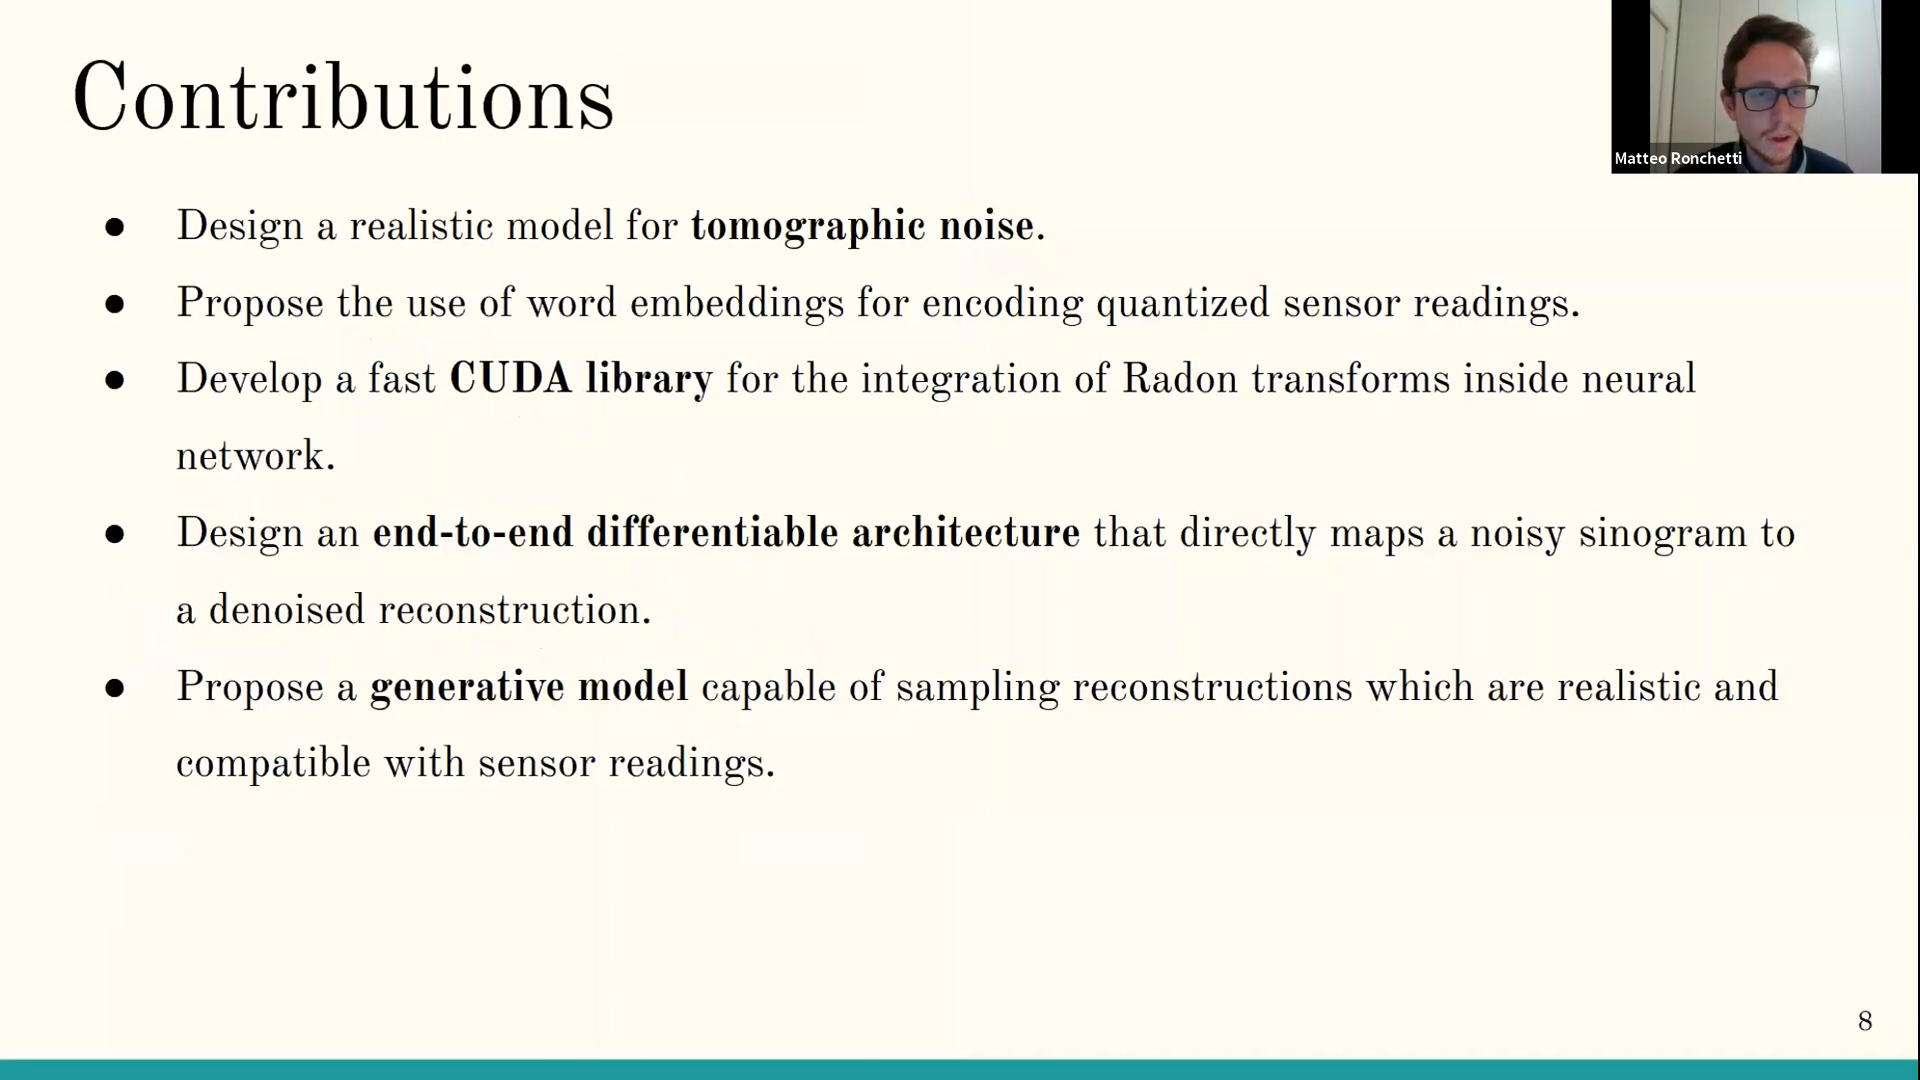 Contributions
Matteo Ronchetti
● Design a realistic model for tomographic noise.
● Propose the use of word embeddings for encoding quantized sensor readings.
● Develop a fast CUDA library for the integration of Radon transforms inside neural
network.
● Design an end-to-end differentiable architecture that directly maps a noisy sinogram to
a denoised reconstruction.
● Propose a generative model capable of sampling reconstructions which are realistic and
compatible with sensor readings.
8